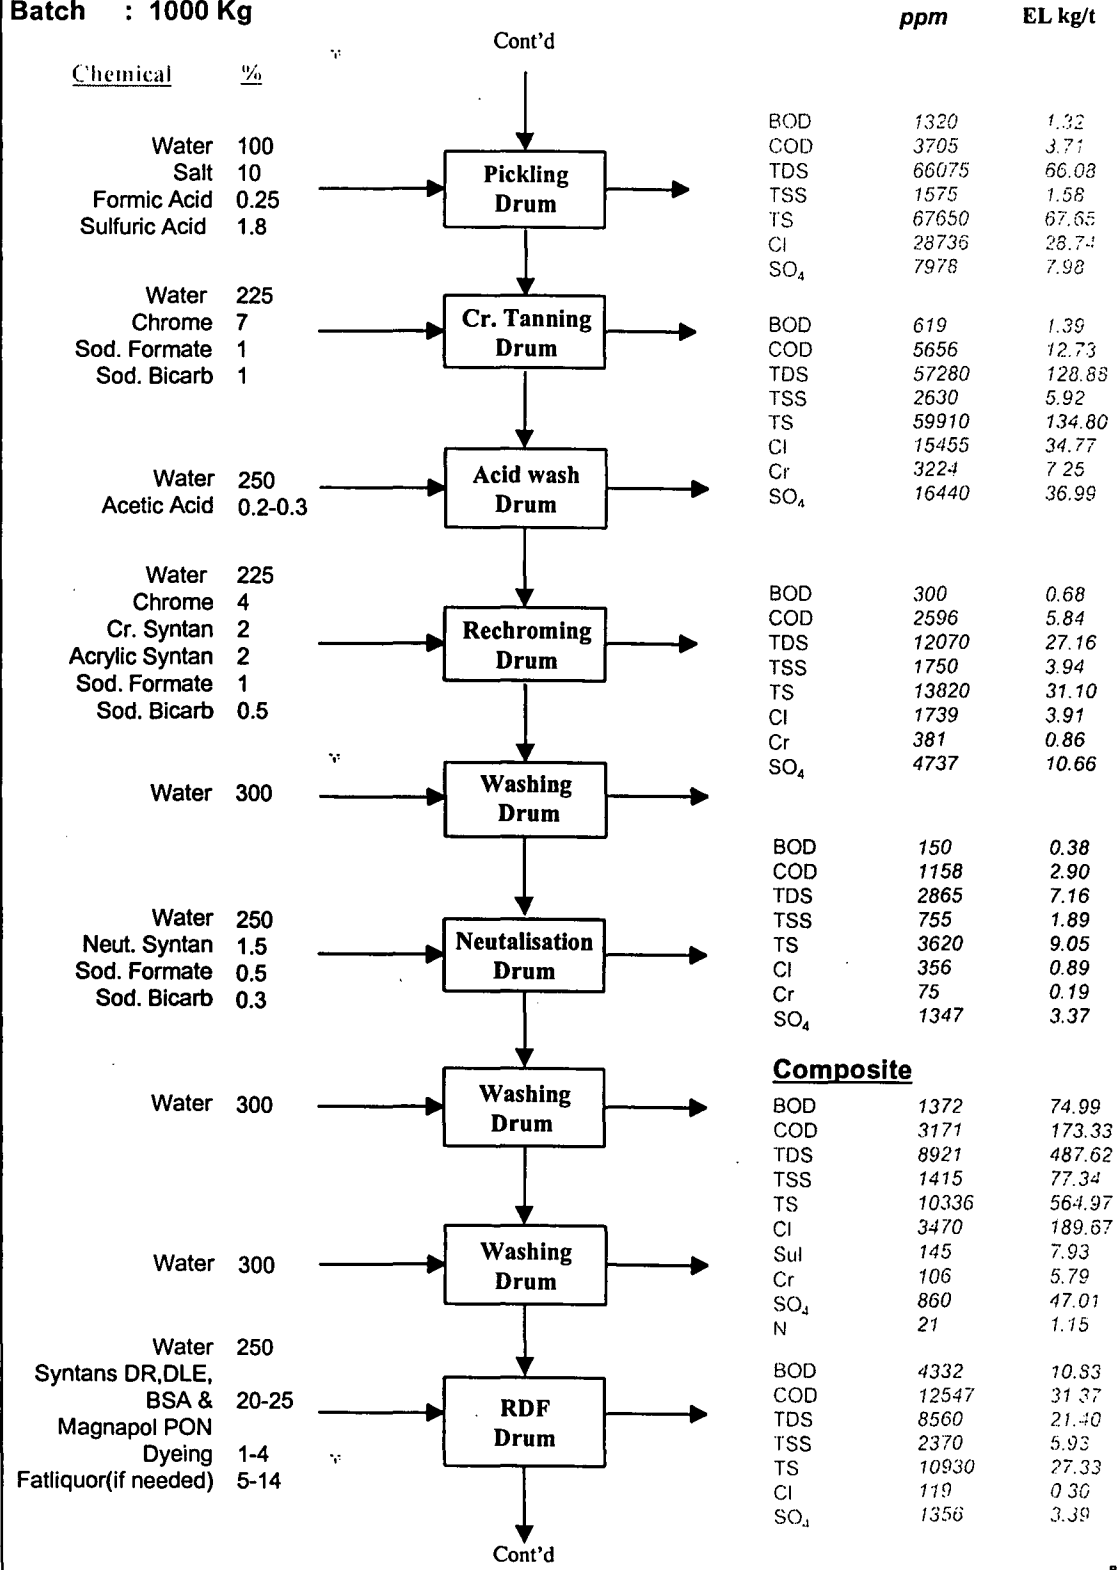 Batch : 1000 Kg
ppm EL kg/t
Cont'd
Chemical %
Water 100
Salt 10
Formic Acid 0.25
Sulfuric Acid 1.8
Pickling
Drum
BOD 1320 1.32
COD 3705 3.71
TDS 66075 66.08
TSS 1575 1.58
TS 67650 67.65
Cl 28736 28.74
SO₄ 7978 7.98
Water 225
Chrome 7
Sod. Formate 1
Sod. Bicarb 1
Cr. Tanning
Drum
BOD 619 1.39
COD 5656 12.73
TDS 57280 128.88
TSS 2630 5.92
TS 59910 134.80
Cl 15455 34.77
Cr 3224 7.25
SO₄ 16440 36.99
Water 250
Acetic Acid 0.2-0.3
Acid wash
Drum
Water 225
Chrome 4
Cr. Syntan 2
Acrylic Syntan 2
Sod. Formate 1
Sod. Bicarb 0.5
Rechroming
Drum
BOD 300 0.68
COD 2596 5.84
TDS 12070 27.16
TSS 1750 3.94
TS 13820 31.10
Cl 1739 3.91
Cr 381 0.86
SO₄ 4737 10.66
Water 300
Washing
Drum
Water 250
Neut. Syntan 1.5
Sod. Formate 0.5
Sod. Bicarb 0.3
Neutalisation
Drum
BOD 150 0.38
COD 1158 2.90
TDS 2865 7.16
TSS 755 1.89
TS 3620 9.05
Cl 356 0.89
Cr 75 0.19
SO₄ 1347 3.37
Water 300
Washing
Drum
Composite
BOD 1372 74.99
COD 3171 173.33
TDS 8921 487.62
TSS 1415 77.34
TS 10336 564.97
Cl 3470 189.67
Sul 145 7.93
Cr 106 5.79
SO₄ 860 47.01
N 21 1.15
Water 300
Washing
Drum
Water 250
Syntans DR,DLE,
BSA & 20-25
Magnapol PON
Dyeing 1-4
Fatliquor(if needed) 5-14
RDF
Drum
BOD 4332 10.83
COD 12547 31.37
TDS 8560 21.40
TSS 2370 5.93
TS 10930 27.33
Cl 119 0.30
SO₄ 1356 3.39
Cont'd